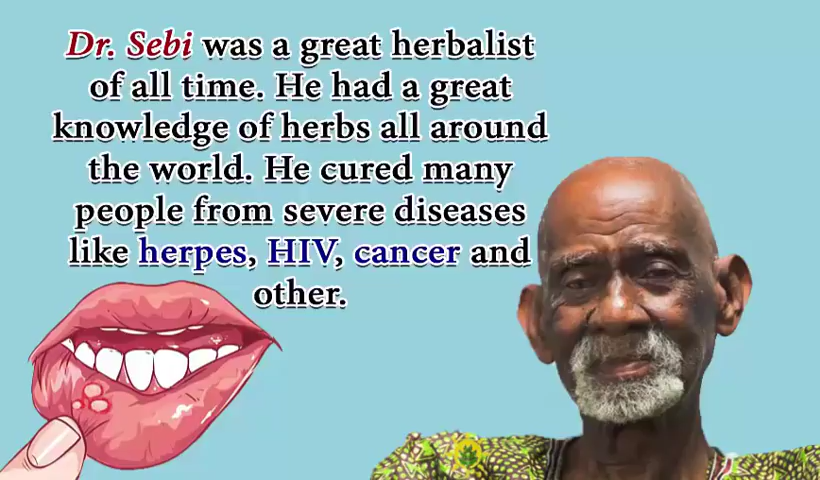 Dr. Sebi was a great herbalist
of all time. He had a great
knowledge of herbs all around
the world. He cured many
people from severe diseases
like herpes, HIV, cancer and
other.